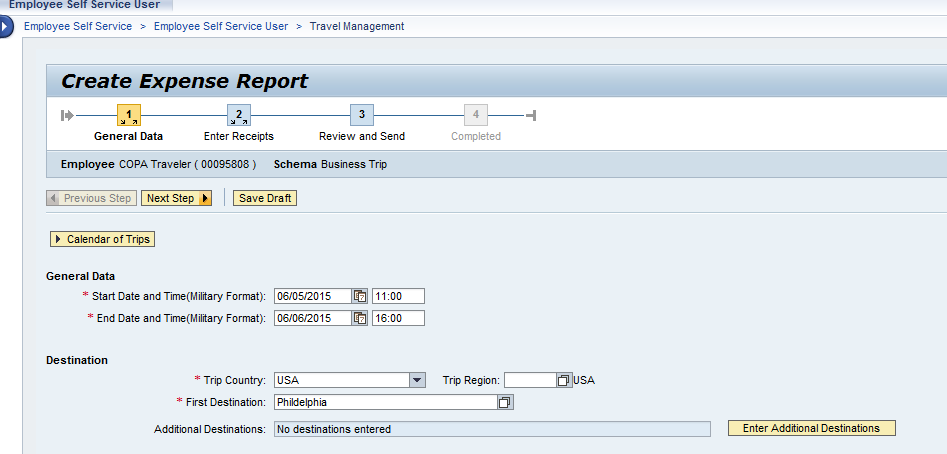 Employee Self Service User
Employee Self Service > Employee Self Service User > Travel Management
Create Expense Report
1 2 3 4
General Data Enter Receipts Review and Send Completed
Employee COPA Traveler ( 00095808 ) Schema Business Trip
Previous Step Next Step Save Draft
Calendar of Trips
General Data
* Start Date and Time(Military Format): 06/05/2015 11:00
* End Date and Time(Military Format): 06/06/2015 16:00
Destination
* Trip Country: USA Trip Region: USA
* First Destination: Phildelphia
Additional Destinations: No destinations entered Enter Additional Destinations